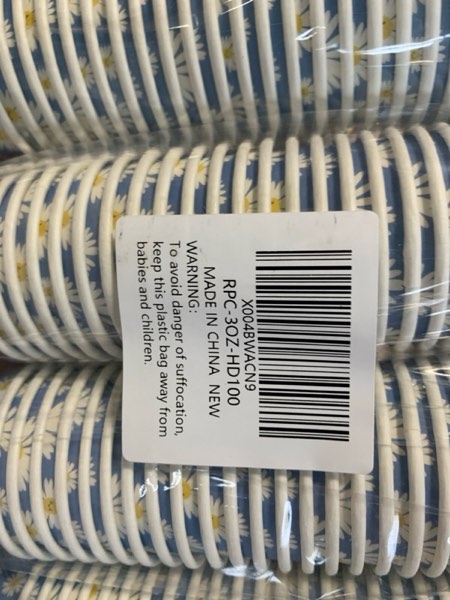 X004BWACN9
RPC-3OZ-HD100
MADE IN CHINA NEW
WARNING:
To avoid danger of suffocation,
keep this plastic bag away from
babies and children.